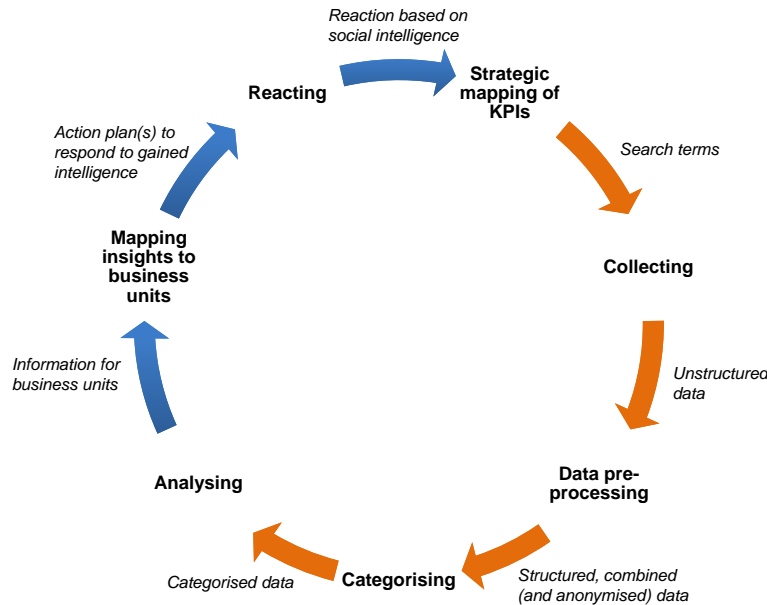 Reaction based on
social intelligence
Reacting
Strategic
mapping of
KPIs
Action plan(s) to
respond to gained
intelligence
Search terms
Mapping
insights to
business
units
Collecting
Information for
business units
Unstructured
data
Analysing
Data pre-
processing
Categorised data
Categorising
Structured, combined
(and anonymised) data